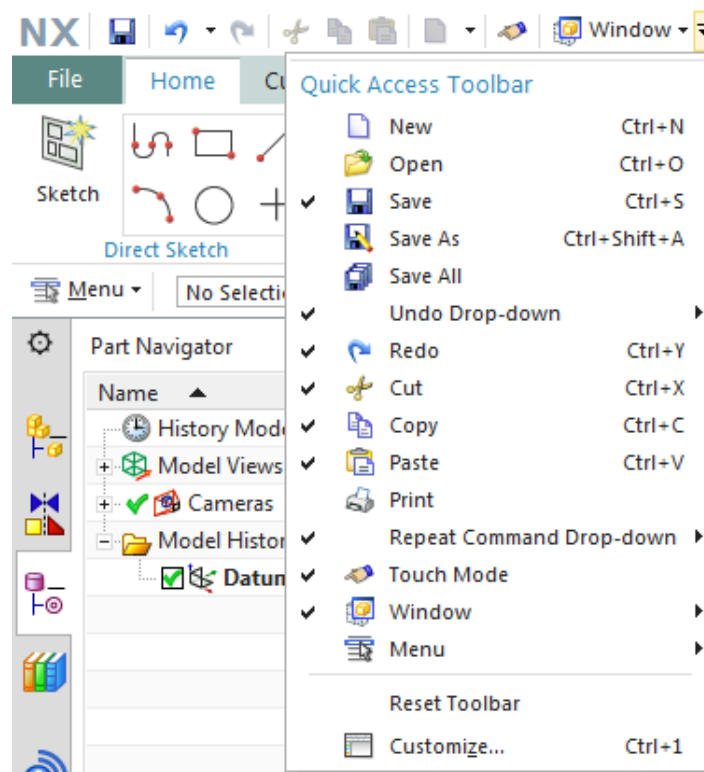 NX Window
File Home Cu
Quick Access Toolbar
New Ctrl+N
Open Ctrl+O
Sketch
Save Ctrl+S
Save As Ctrl+Shift+A
Direct Sketch
Save All
Menu No Selecti
Undo Drop-down
Part Navigator
Redo Ctrl+Y
Name
Cut Ctrl+X
History Mode
Copy Ctrl+C
Model Views
Paste Ctrl+V
Cameras
Print
Model Histor
Repeat Command Drop-down
Datum
Touch Mode
Window
Menu
Reset Toolbar
Customize... Ctrl+1